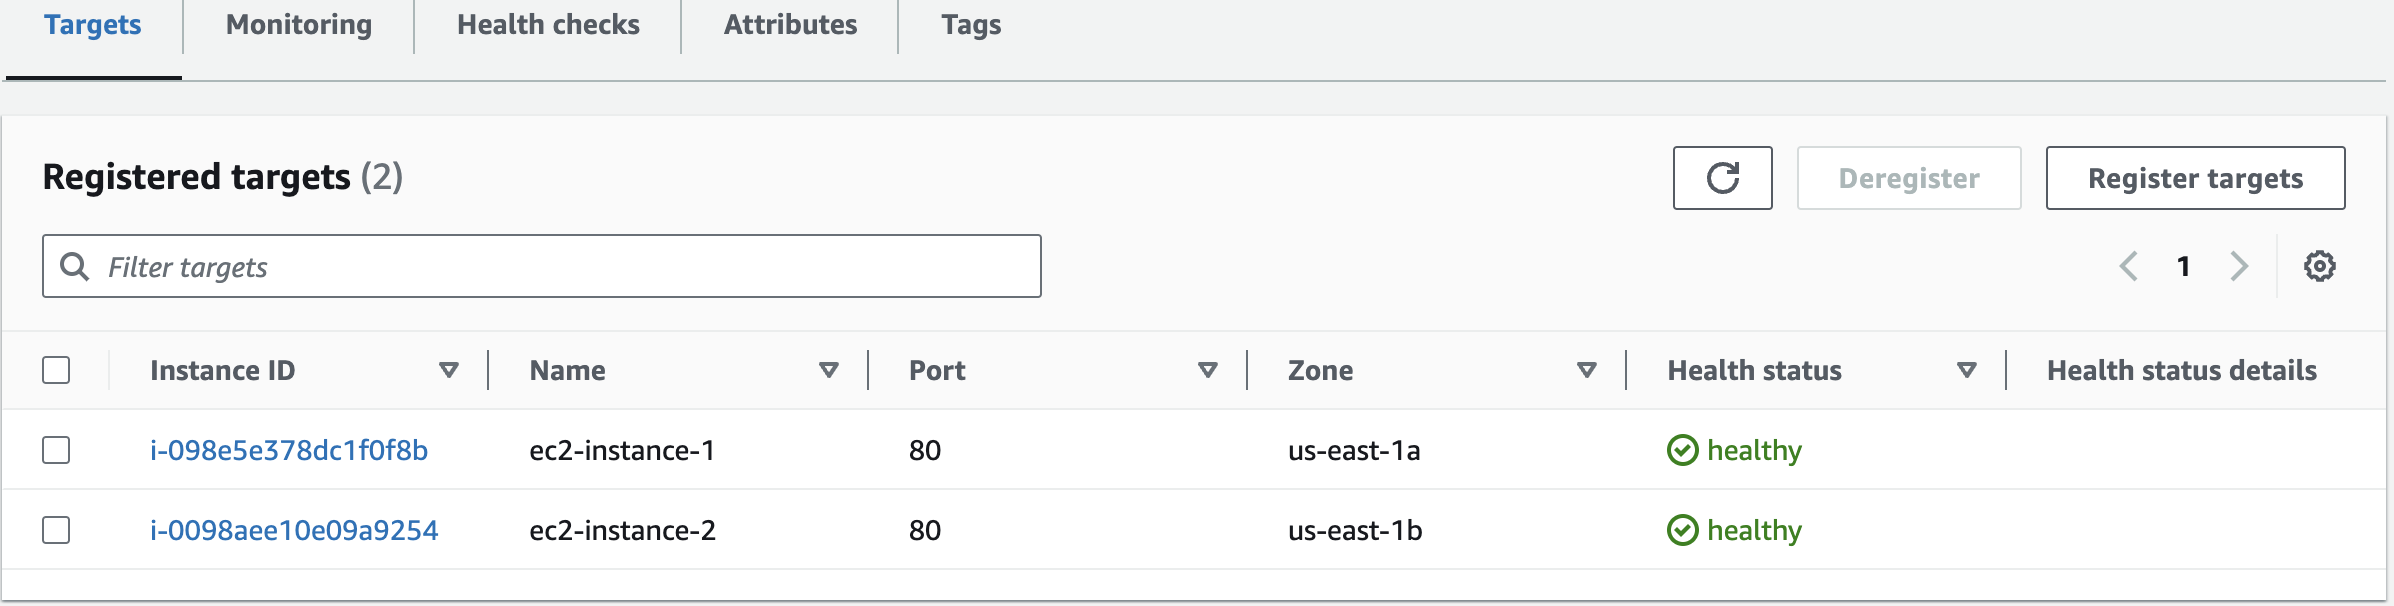 Targets Monitoring Health checks Attributes Tags
Registered targets (2) Deregister Register targets
Filter targets 1
Instance ID Name Port Zone Health status Health status details
i-098e5e378dc1f0f8b ec2-instance-1 80 us-east-1a healthy
i-0098aee10e09a9254 ec2-instance-2 80 us-east-1b healthy